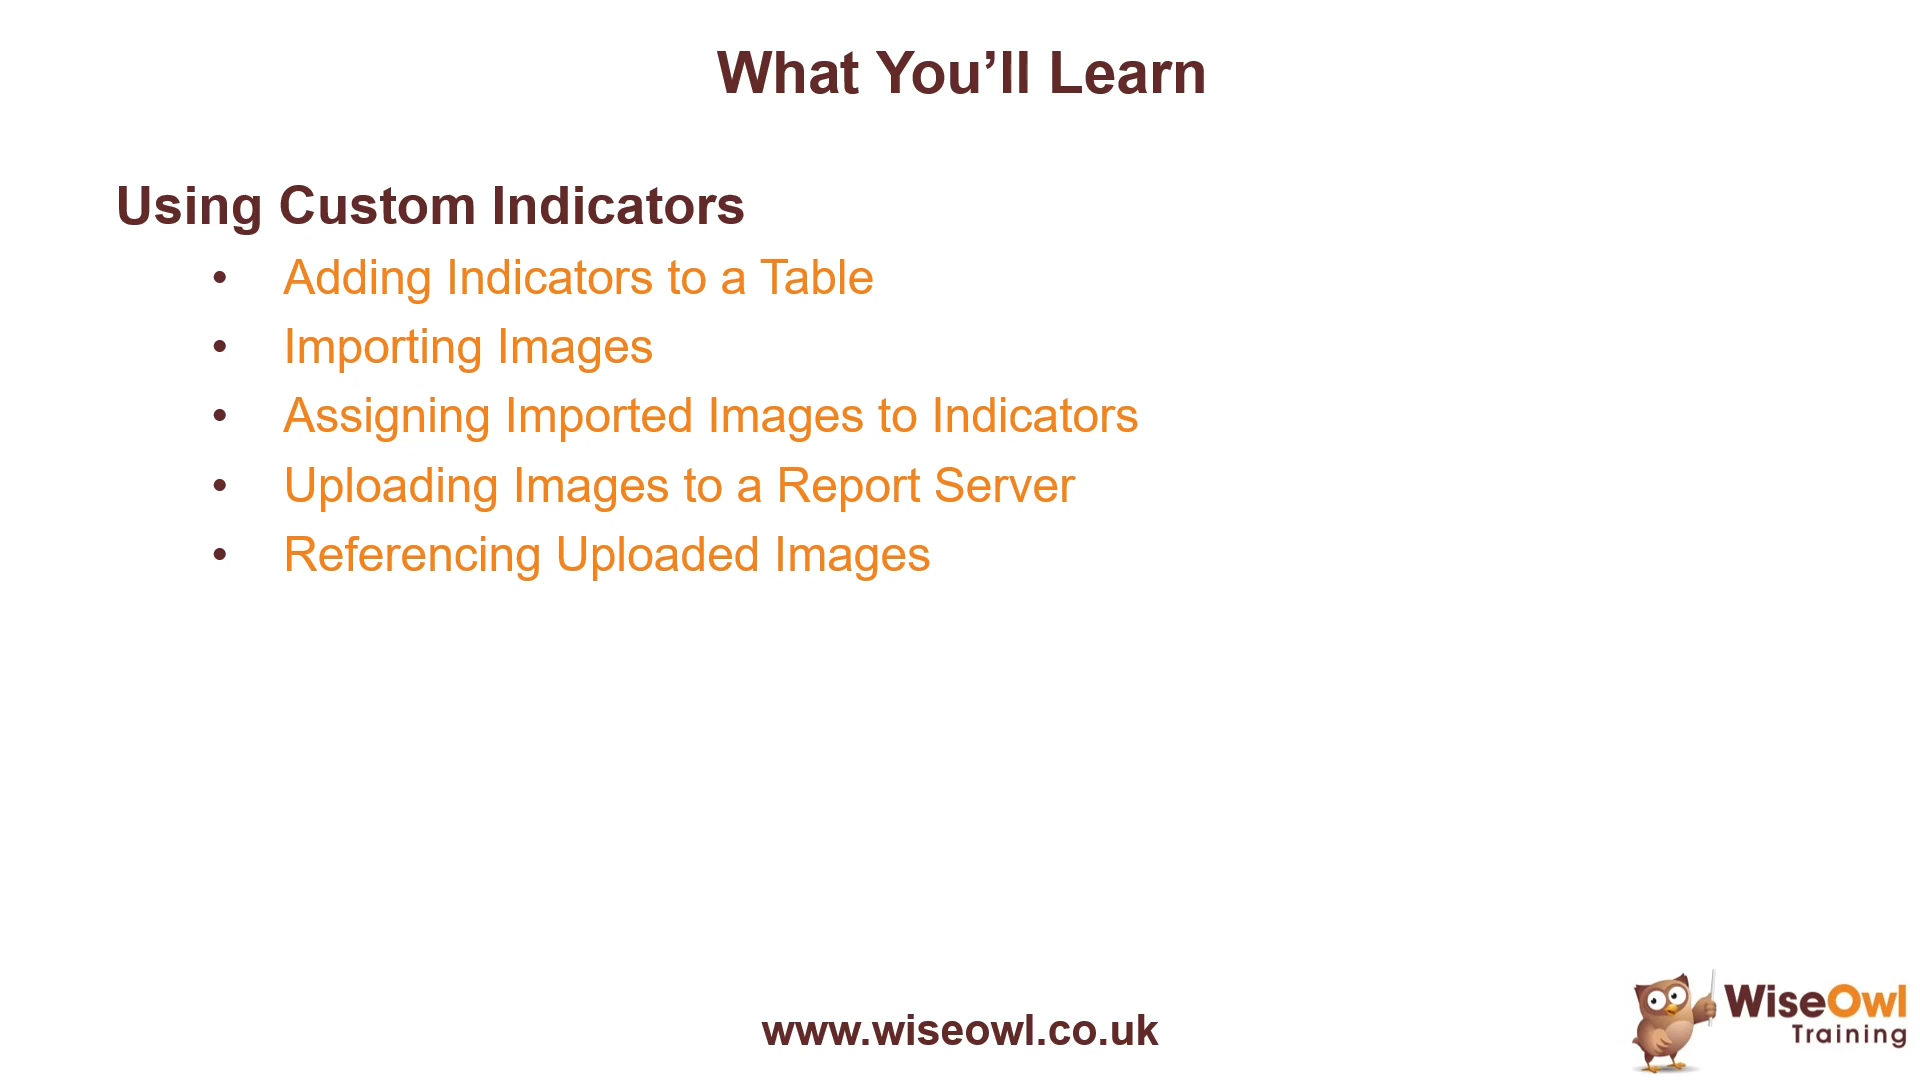 What You’ll Learn
Using Custom Indicators
• Adding Indicators to a Table
• Importing Images
• Assigning Imported Images to Indicators
• Uploading Images to a Report Server
• Referencing Uploaded Images
www.wiseowl.co.uk
WiseOwl
Training